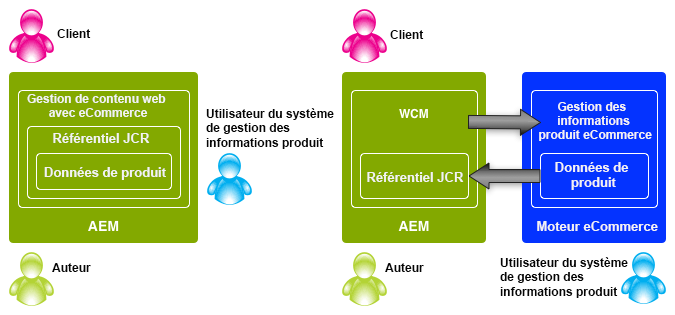 Client
Gestion de contenu web
avec eCommerce
Référentiel JCR
Données de produit
AEM
Auteur
Utilisateur du système
de gestion des
informations produit
Client
WCM
Référentiel JCR
AEM
Auteur
Gestion des
informations
produit eCommerce
Données de
produit
Moteur eCommerce
Utilisateur du système
de gestion des
informations produit